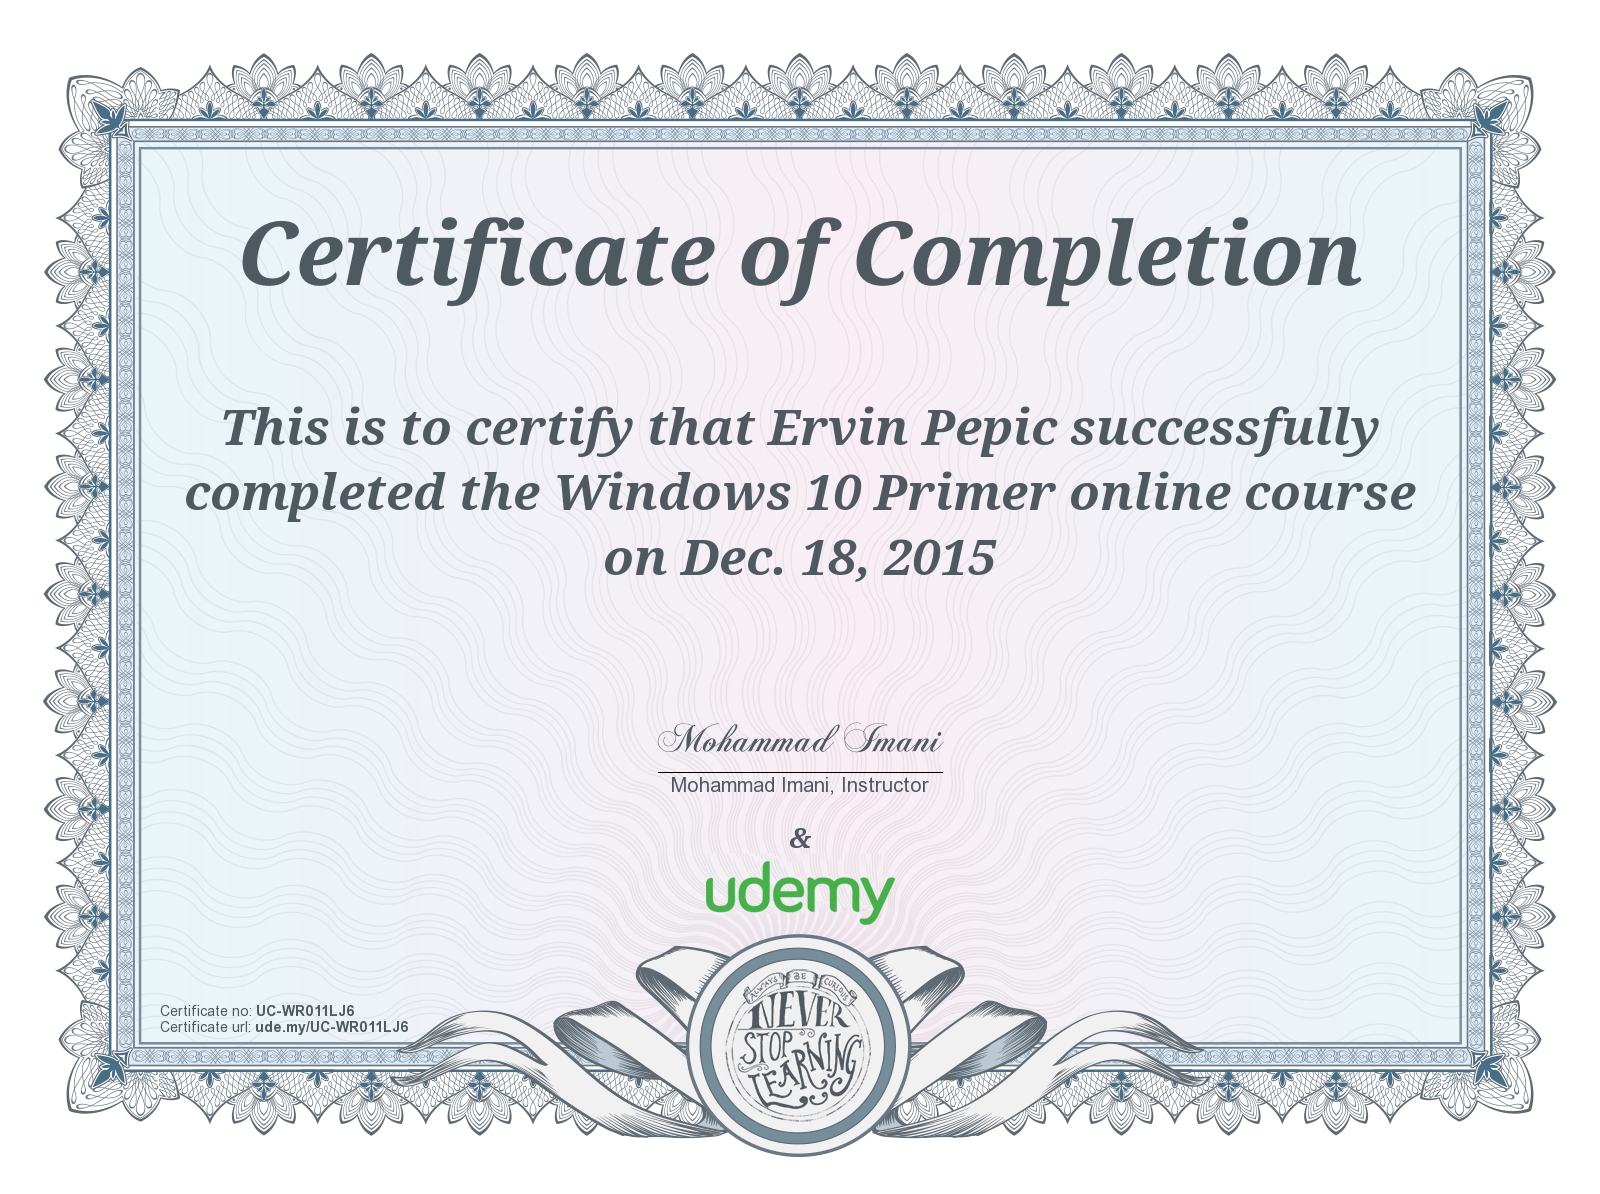 Certificate of Completion
This is to certify that Ervin Pepic successfully
completed the Windows 10 Primer online course
on Dec. 18, 2015
Mohammad Imani
Mohammad Imani, Instructor
&
udemy
Certificate no: UC-WR011LJ6
Certificate url: ude.my/UC-WR011LJ6
ALWAYS BE CURIOUS
NEVER
STOP
LEARNING